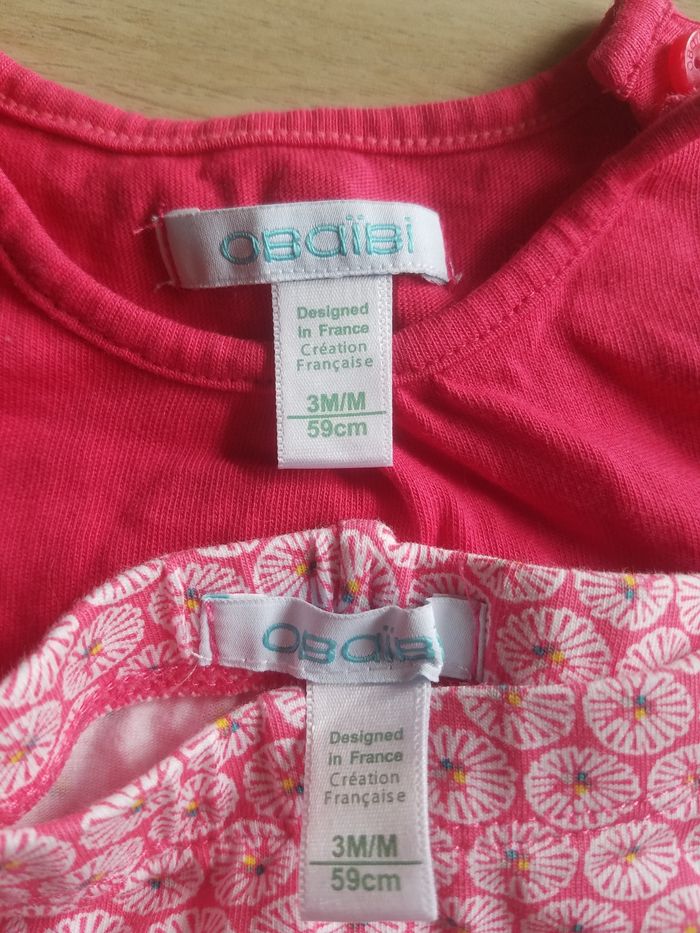 OBaïBi
Designed
in France
Création
Française
3M/M
59cm
OBaïBi
Designed
in France
Création
Française
3M/M
59cm